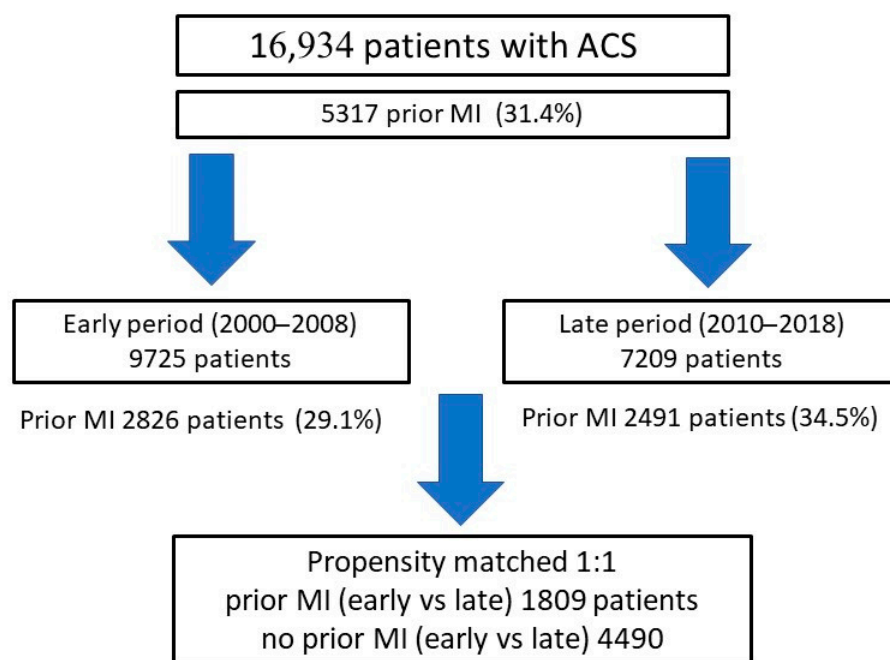 16,934 patients with ACS
5317 prior MI (31.4%)
Early period (2000–2008)
9725 patients
Late period (2010–2018)
7209 patients
Prior MI 2826 patients (29.1%)
Prior MI 2491 patients (34.5%)
Propensity matched 1:1
prior MI (early vs late) 1809 patients
no prior MI (early vs late) 4490